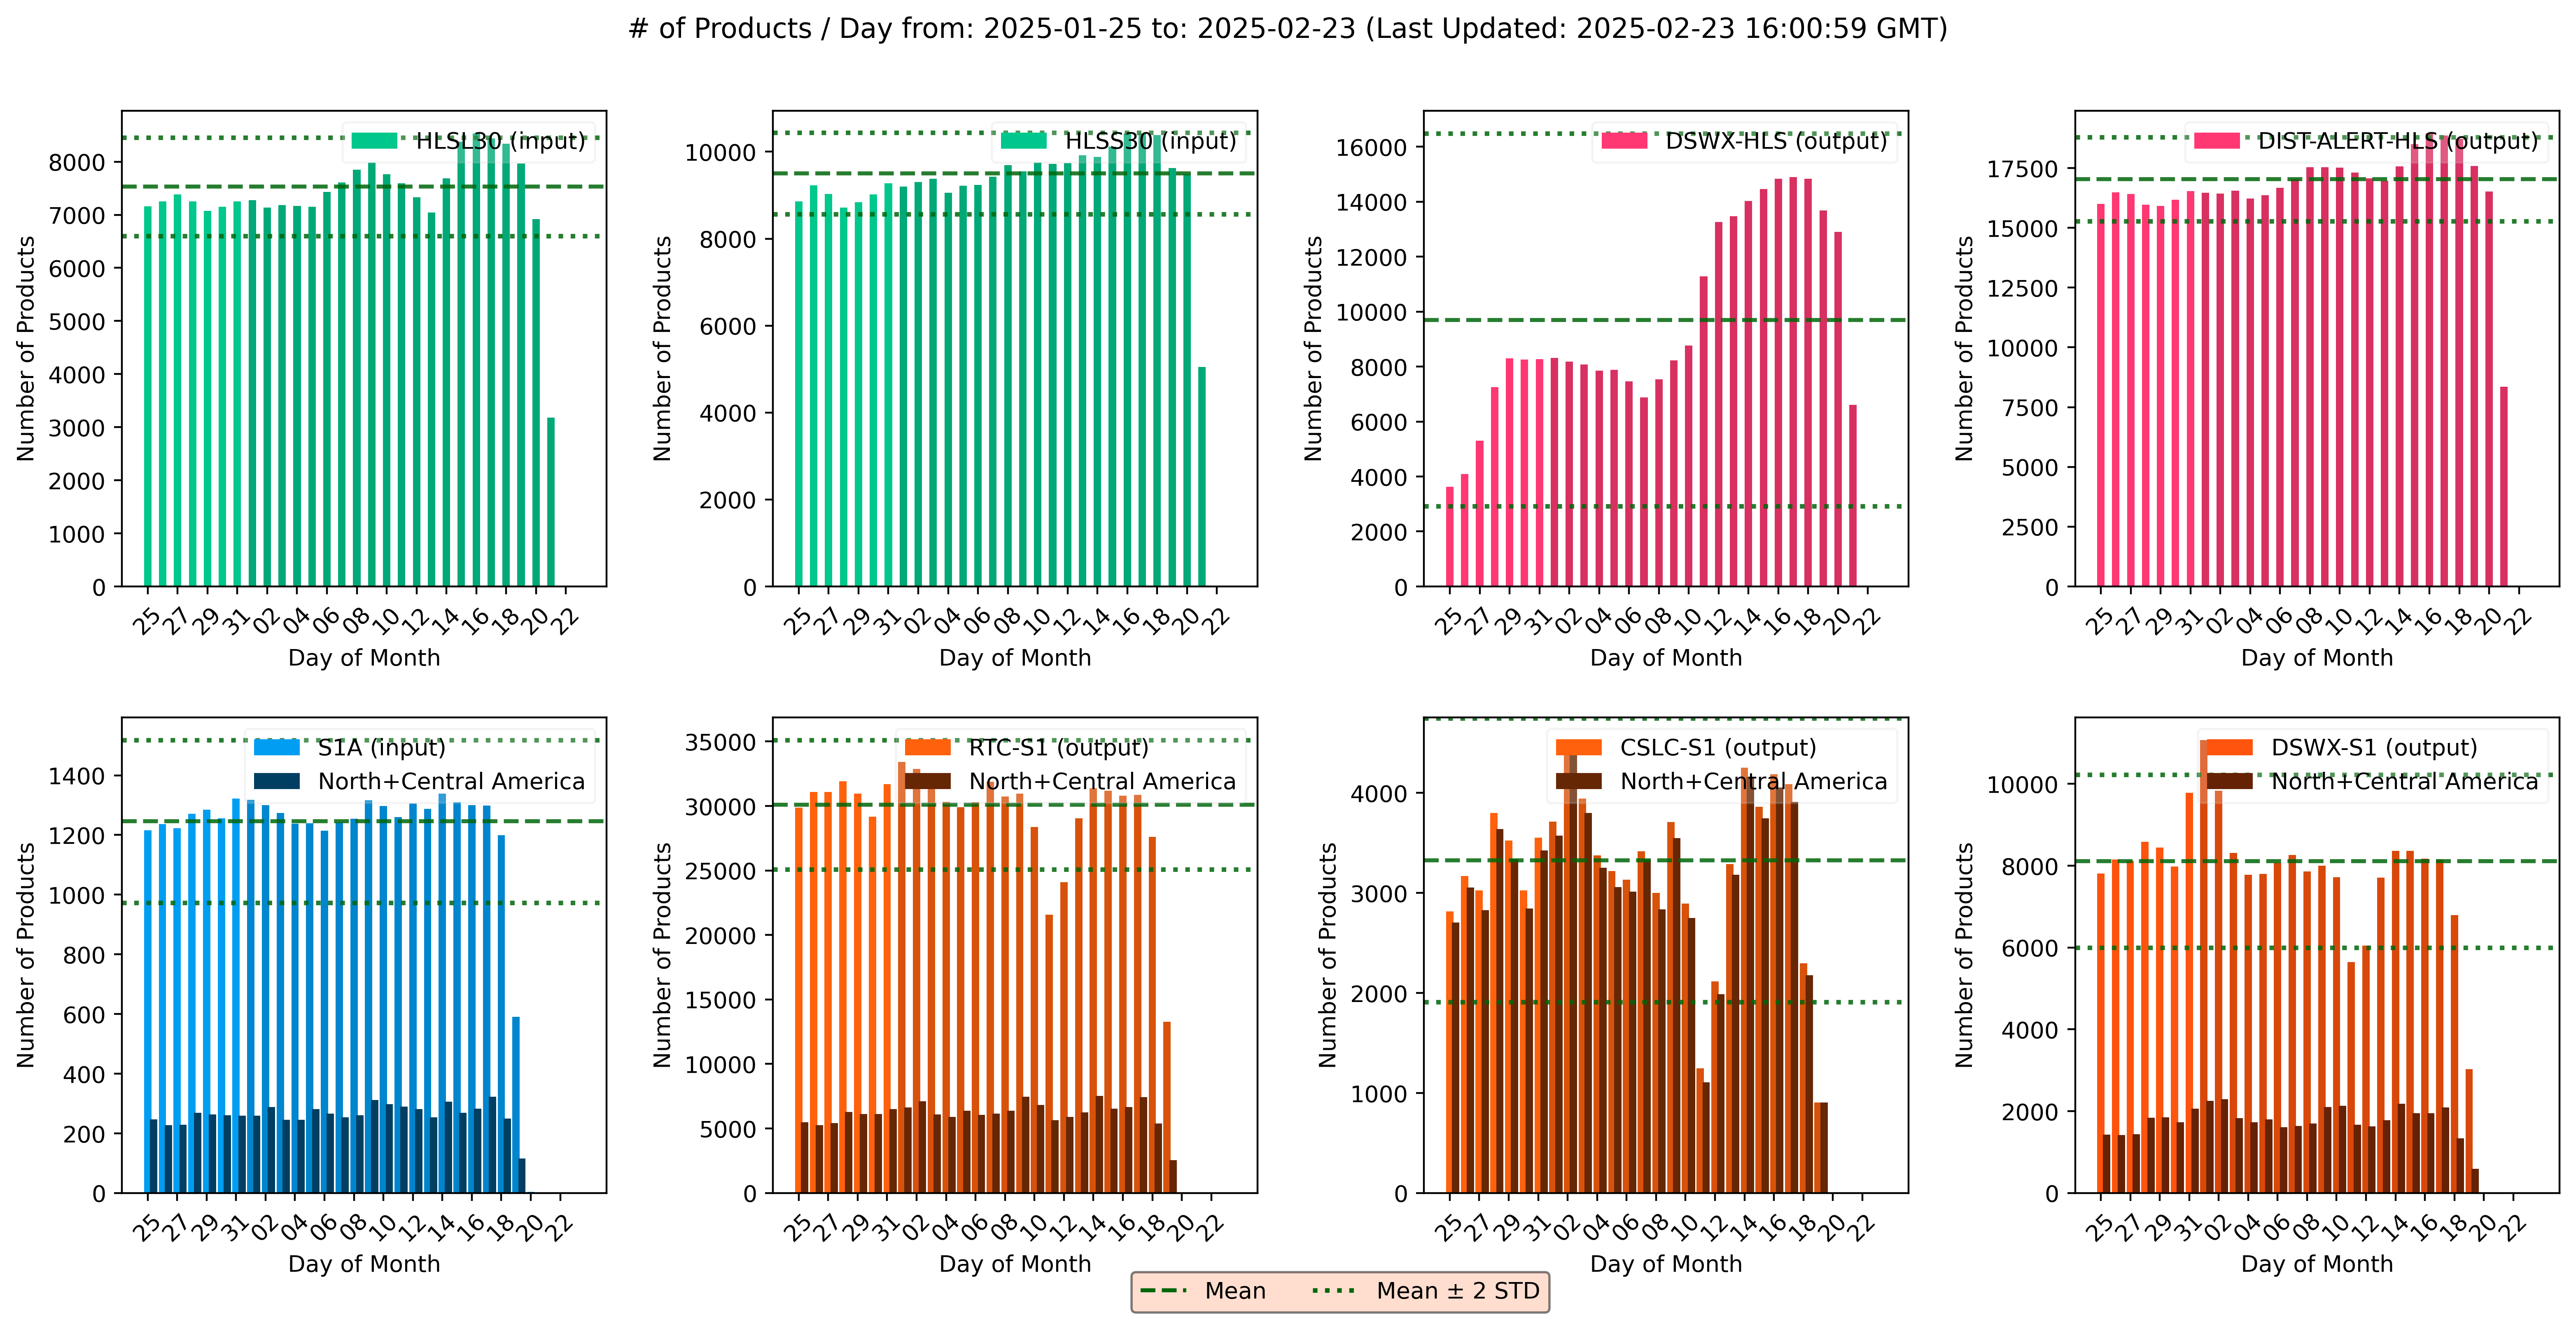 # of Products / Day from: 2025-01-25 to: 2025-02-23 (Last Updated: 2025-02-23 16:00:59 GMT)
HLSL30 (input)
Number of Products
8000
7000
6000
5000
4000
3000
2000
1000
0
25 27 29 31 02 04 06 08 10 12 14 16 18 20 22
Day of Month
HLSS30 (input)
Number of Products
10000
8000
6000
4000
2000
0
25 27 29 31 02 04 06 08 10 12 14 16 18 20 22
Day of Month
DSWX-HLS (output)
Number of Products
16000
14000
12000
10000
8000
6000
4000
2000
0
25 27 29 31 02 04 06 08 10 12 14 16 18 20 22
Day of Month
DIST-ALERT-HLS (output)
Number of Products
17500
15000
12500
10000
7500
5000
2500
0
25 27 29 31 02 04 06 08 10 12 14 16 18 20 22
Day of Month
S1A (input)
North+Central America
Number of Products
1400
1200
1000
800
600
400
200
0
25 27 29 31 02 04 06 08 10 12 14 16 18 20 22
Day of Month
RTC-S1 (output)
North+Central America
Number of Products
35000
30000
25000
20000
15000
10000
5000
0
25 27 29 31 02 04 06 08 10 12 14 16 18 20 22
Day of Month
CSLC-S1 (output)
North+Central America
Number of Products
4000
3000
2000
1000
0
25 27 29 31 02 04 06 08 10 12 14 16 18 20 22
Day of Month
DSWX-S1 (output)
North+Central America
Number of Products
10000
8000
6000
4000
2000
0
25 27 29 31 02 04 06 08 10 12 14 16 18 20 22
Day of Month
Mean
Mean ± 2 STD